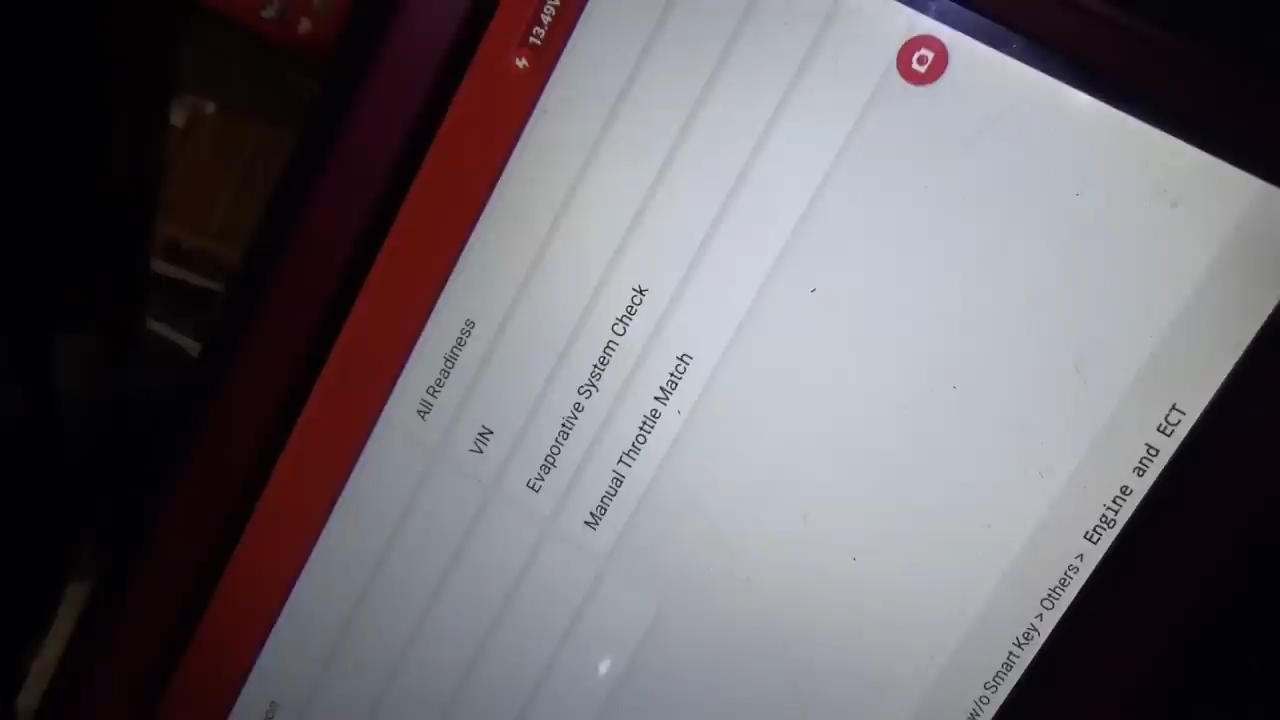 13.49V
All Readiness
VIN
Evaporative System Check
Manual Throttle Match
w/o Smart Key > Others > Engine and ECT